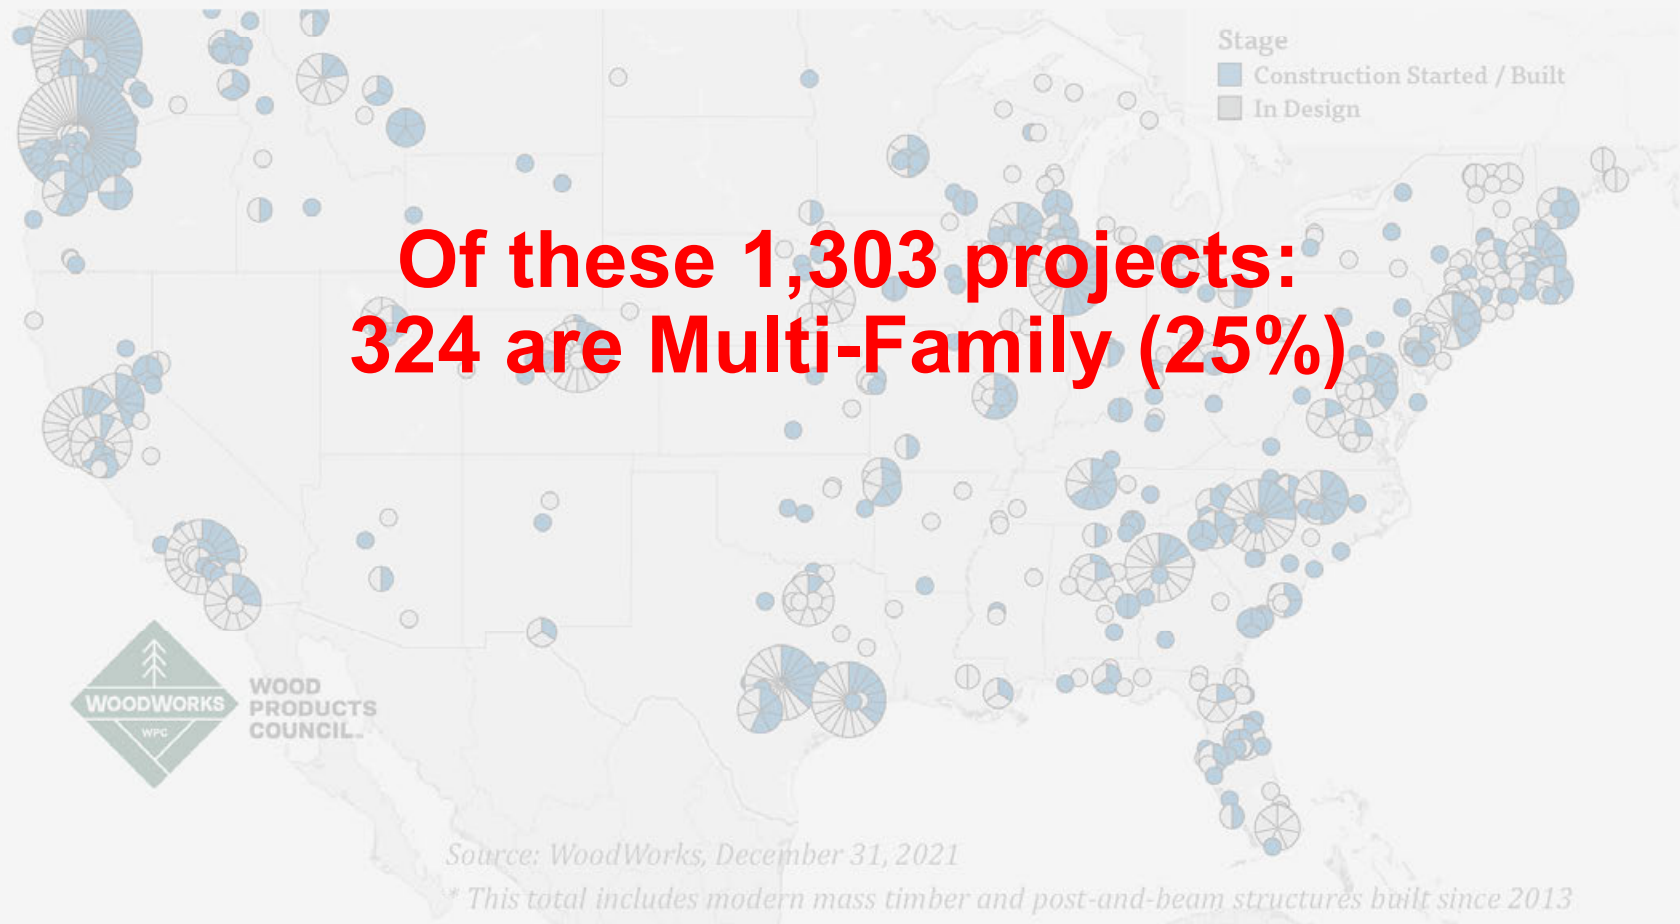 Stage
Construction Started / Built
In Design
Of these 1,303 projects:
324 are Multi-Family (25%)
WOODWORKS
WPC
WOOD
PRODUCTS
COUNCIL
Source: WoodWorks, December 31, 2021
* This total includes modern mass timber and post-and-beam structures built since 2013